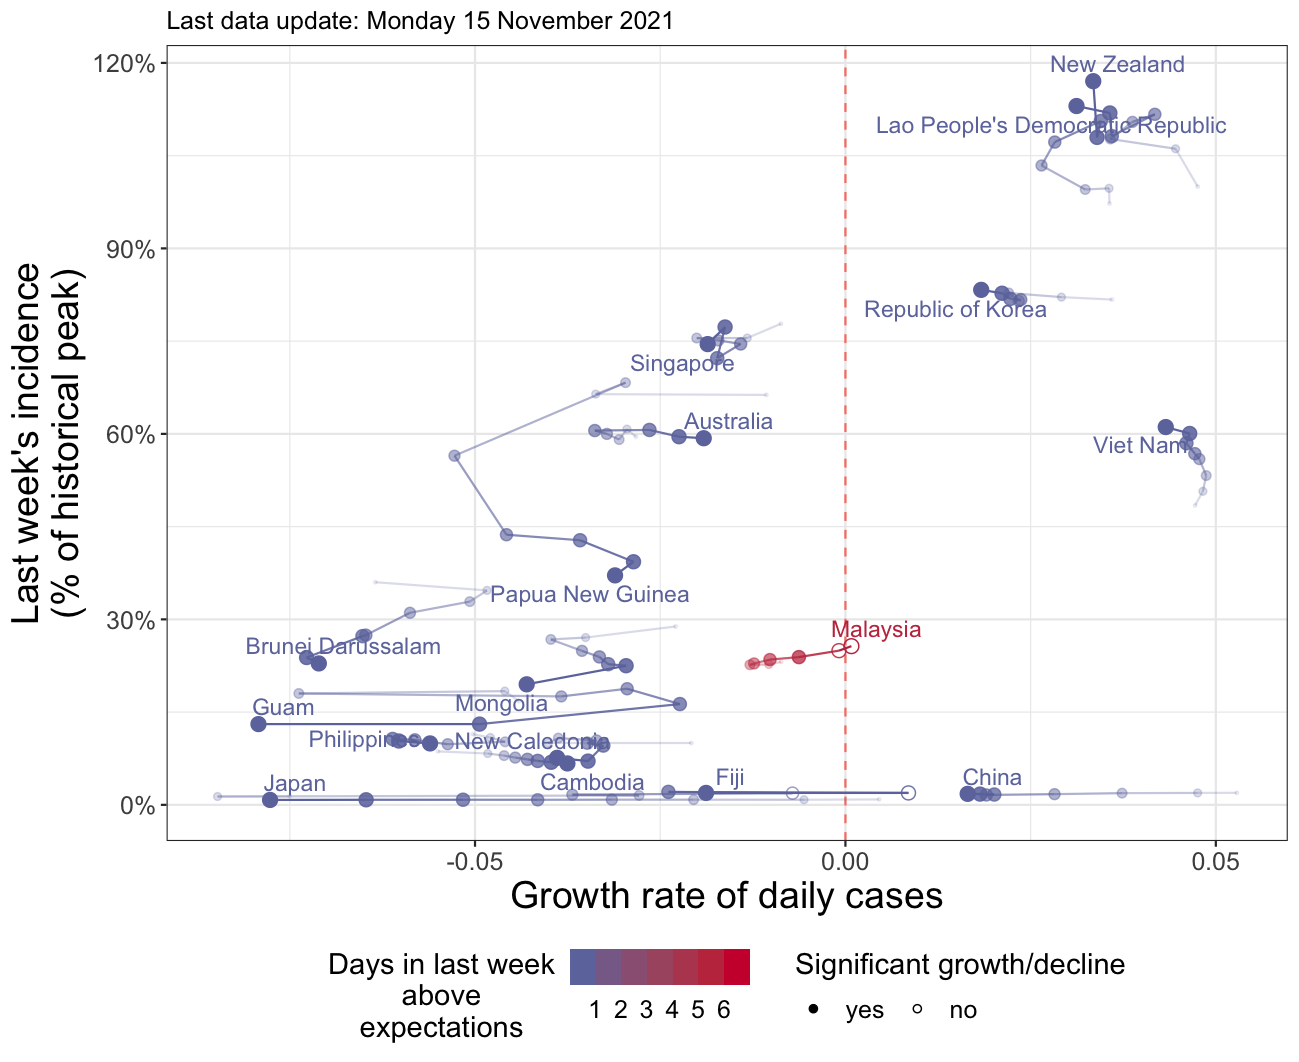 Last data update: Monday 15 November 2021
Last week's incidence
(% of historical peak)
120%
90%
60%
30%
0%
New Zealand
Lao People's Democratic Republic
Republic of Korea
Singapore
Australia
Viet Nam
Papua New Guinea
Malaysia
Brunei Darussalam
Guam
Mongolia
Philippines
New Caledonia
Japan
Cambodia
Fiji
China
-0.05
0.00
0.05
Growth rate of daily cases
Days in last week
above
expectations
1 2 3 4 5 6
Significant growth/decline
yes
no